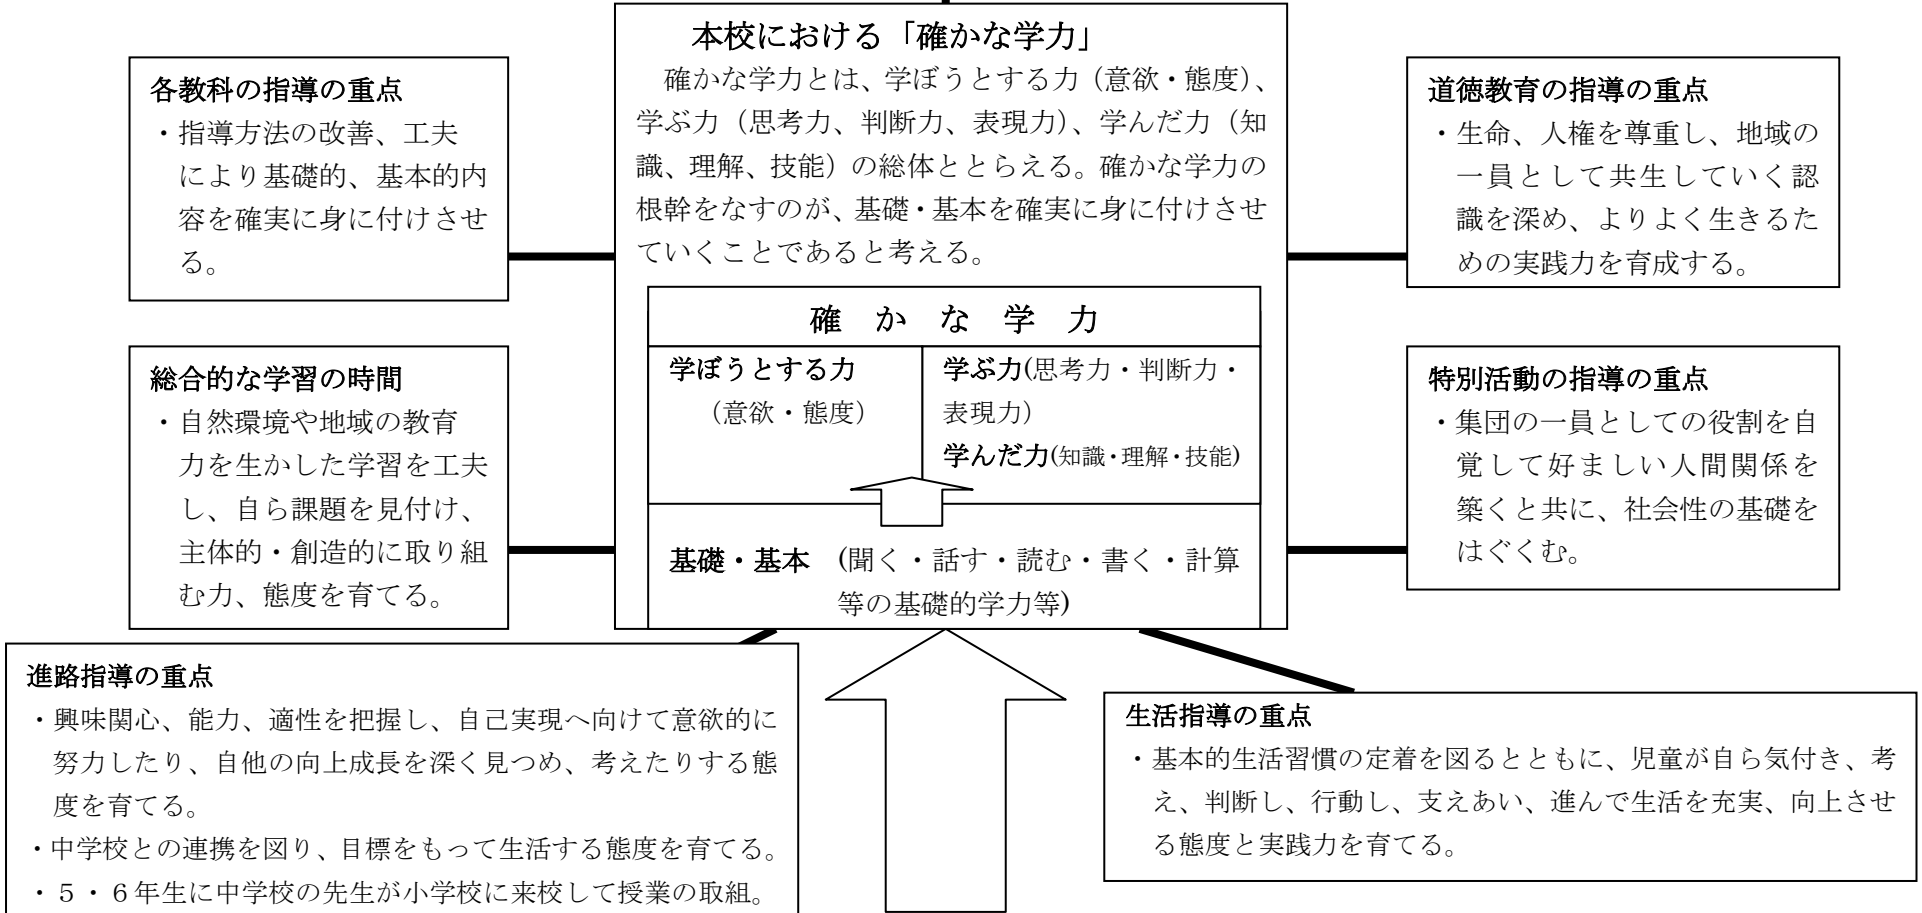 本校における「確かな学力」
確かな学力とは、学ぼうとする力（意欲・態度）、
学ぶ力（思考力、判断力、表現力）、学んだ力（知
識、理解、技能）の総体ととらえる。確かな学力の
根幹をなすのが、基礎・基本を確実に身に付けさせ
ていくことであると考える。
確 か な 学 力
学ぼうとする力
（意欲・態度）
学ぶ力(思考力・判断力・
表現力）
学んだ力(知識・理解・技能)
基礎・基本 (聞く・話す・読む・書く・計算
等の基礎的学力等)
各教科の指導の重点
・指導方法の改善、工夫
により基礎的、基本的内
容を確実に身に付けさせ
る。
総合的な学習の時間
・自然環境や地域の教育
力を生かした学習を工夫
し、自ら課題を見付け、
主体的・創造的に取り組
む力、態度を育てる。
道徳教育の指導の重点
・生命、人権を尊重し、地域の
一員として共生していく認
識を深め、よりよく生きるた
めの実践力を育成する。
特別活動の指導の重点
・集団の一員としての役割を自
覚して好ましい人間関係を
築くと共に、社会性の基礎を
はぐくむ。
進路指導の重点
・興味関心、能力、適性を把握し、自己実現へ向けて意欲的に
努力したり、自他の向上成長を深く見つめ、考えたりする態
度を育てる。
・中学校との連携を図り、目標をもって生活する態度を育てる。
・５・６年生に中学校の先生が小学校に来校して授業の取組。
生活指導の重点
・基本的生活習慣の定着を図るとともに、児童が自ら気付き、考
え、判断し、行動し、支えあい、進んで生活を充実、向上させ
る態度と実践力を育てる。